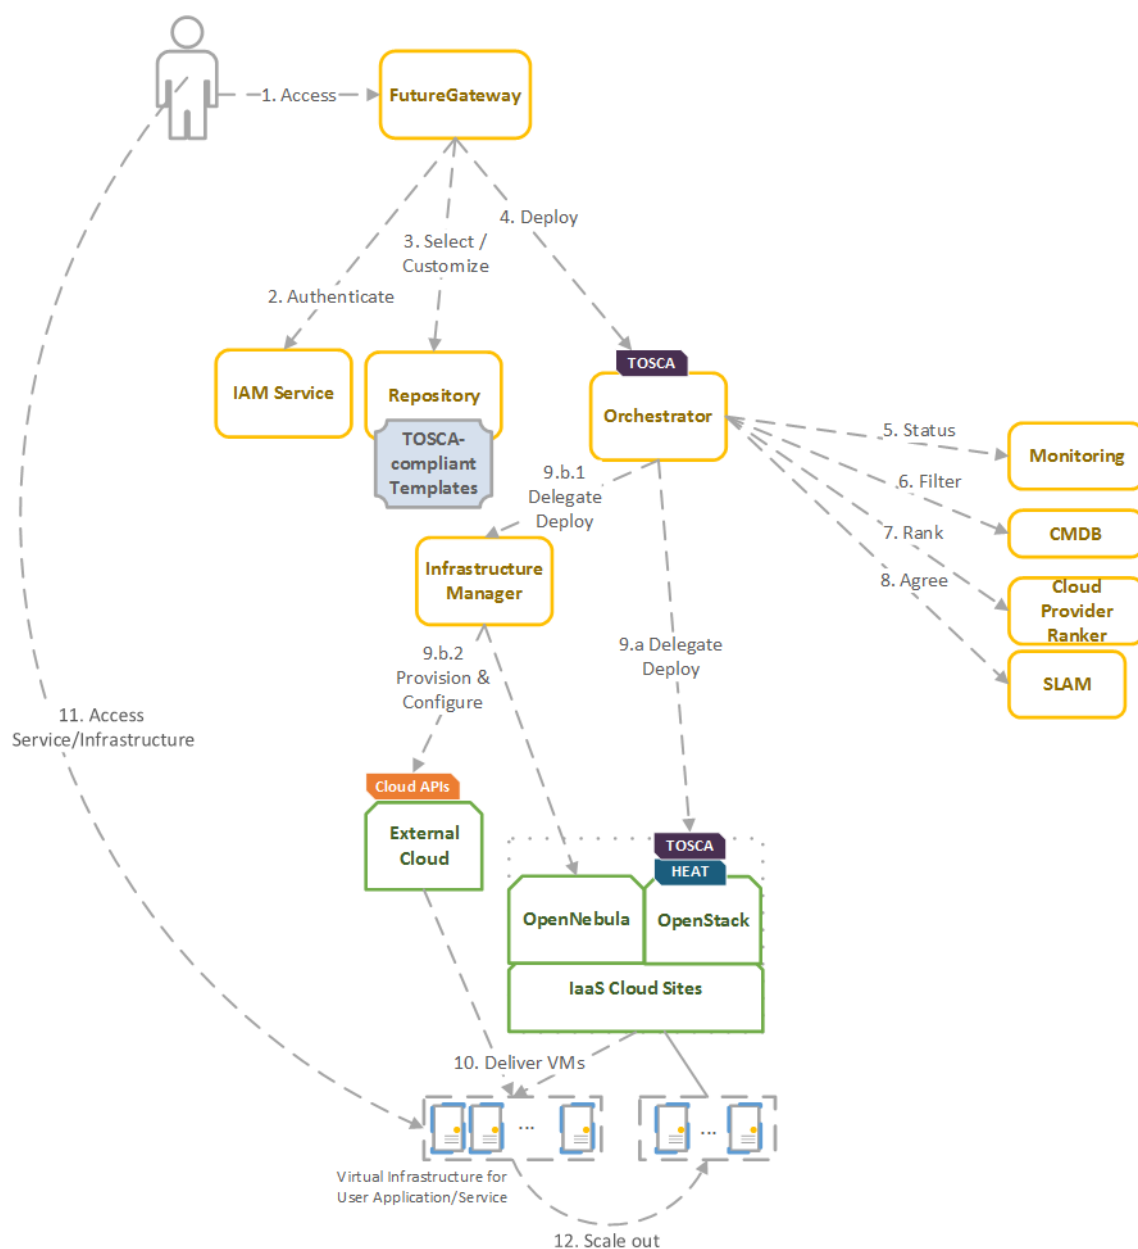 1. Access
FutureGateway
4. Deploy
3. Select /
Customize
2. Authenticate
TOSCA
IAM Service
Repository
Orchestrator
TOSCA-
compliant
Templates
5. Status
Monitoring
6. Filter
CMDB
7. Rank
8. Agree
Cloud
Provider
Ranker
SLAM
9.b.1
Delegate
Deploy
Infrastructure
Manager
9.b.2
Provision &
Configure
9.a Delegate
Deploy
11. Access
Service/Infrastructure
Cloud APIs
External
Cloud
TOSCA
HEAT
OpenNebula
OpenStack
IaaS Cloud Sites
10. Deliver VMs
...
...
Virtual Infrastructure for
User Application/Service
12. Scale out